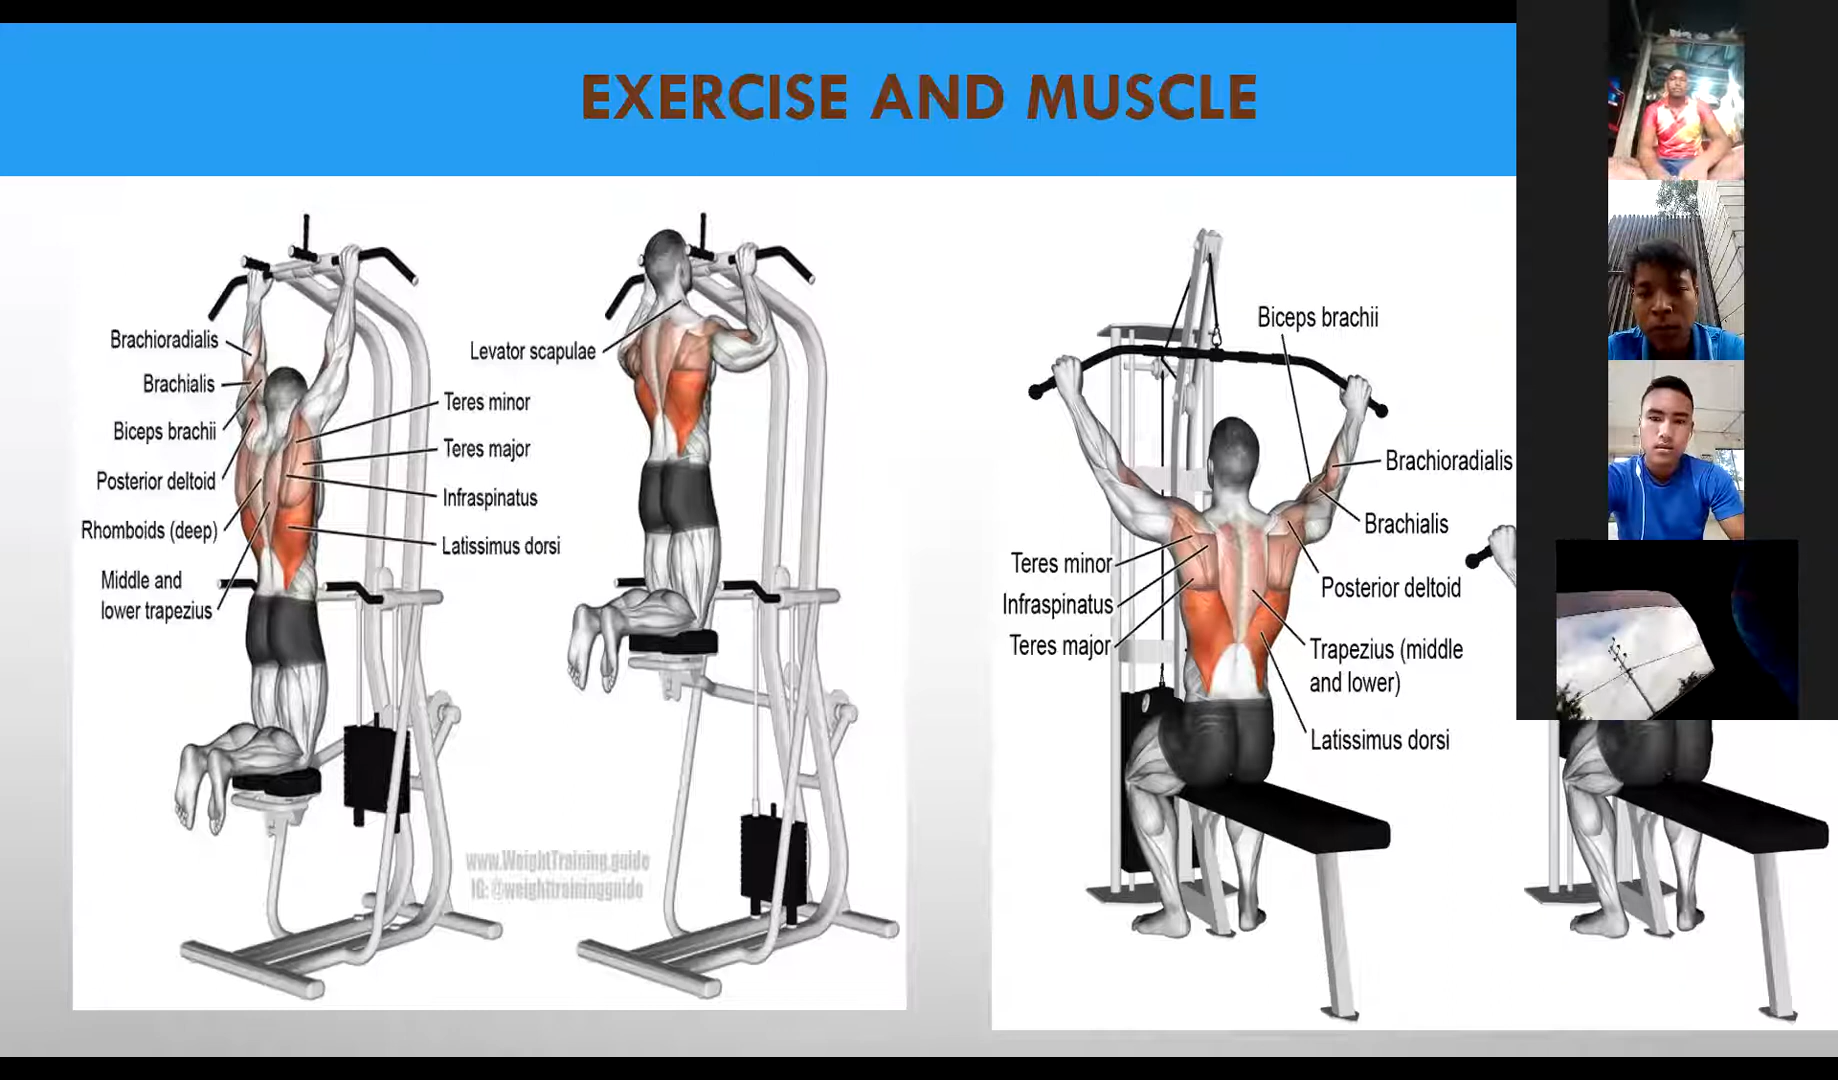 EXERCISE AND MUSCLE
Brachioradialis
Brachialis
Biceps brachii
Posterior deltoid
Rhomboids (deep)
Middle and
lower trapezius
Teres minor
Teres major
Infraspinatus
Latissimus dorsi
Levator scapulae
www.WeightTraining.guide
IG: @weighttrainingguide
Biceps brachii
Brachioradialis
Brachialis
Teres minor
Infraspinatus
Teres major
Posterior deltoid
Trapezius (middle
and lower)
Latissimus dorsi